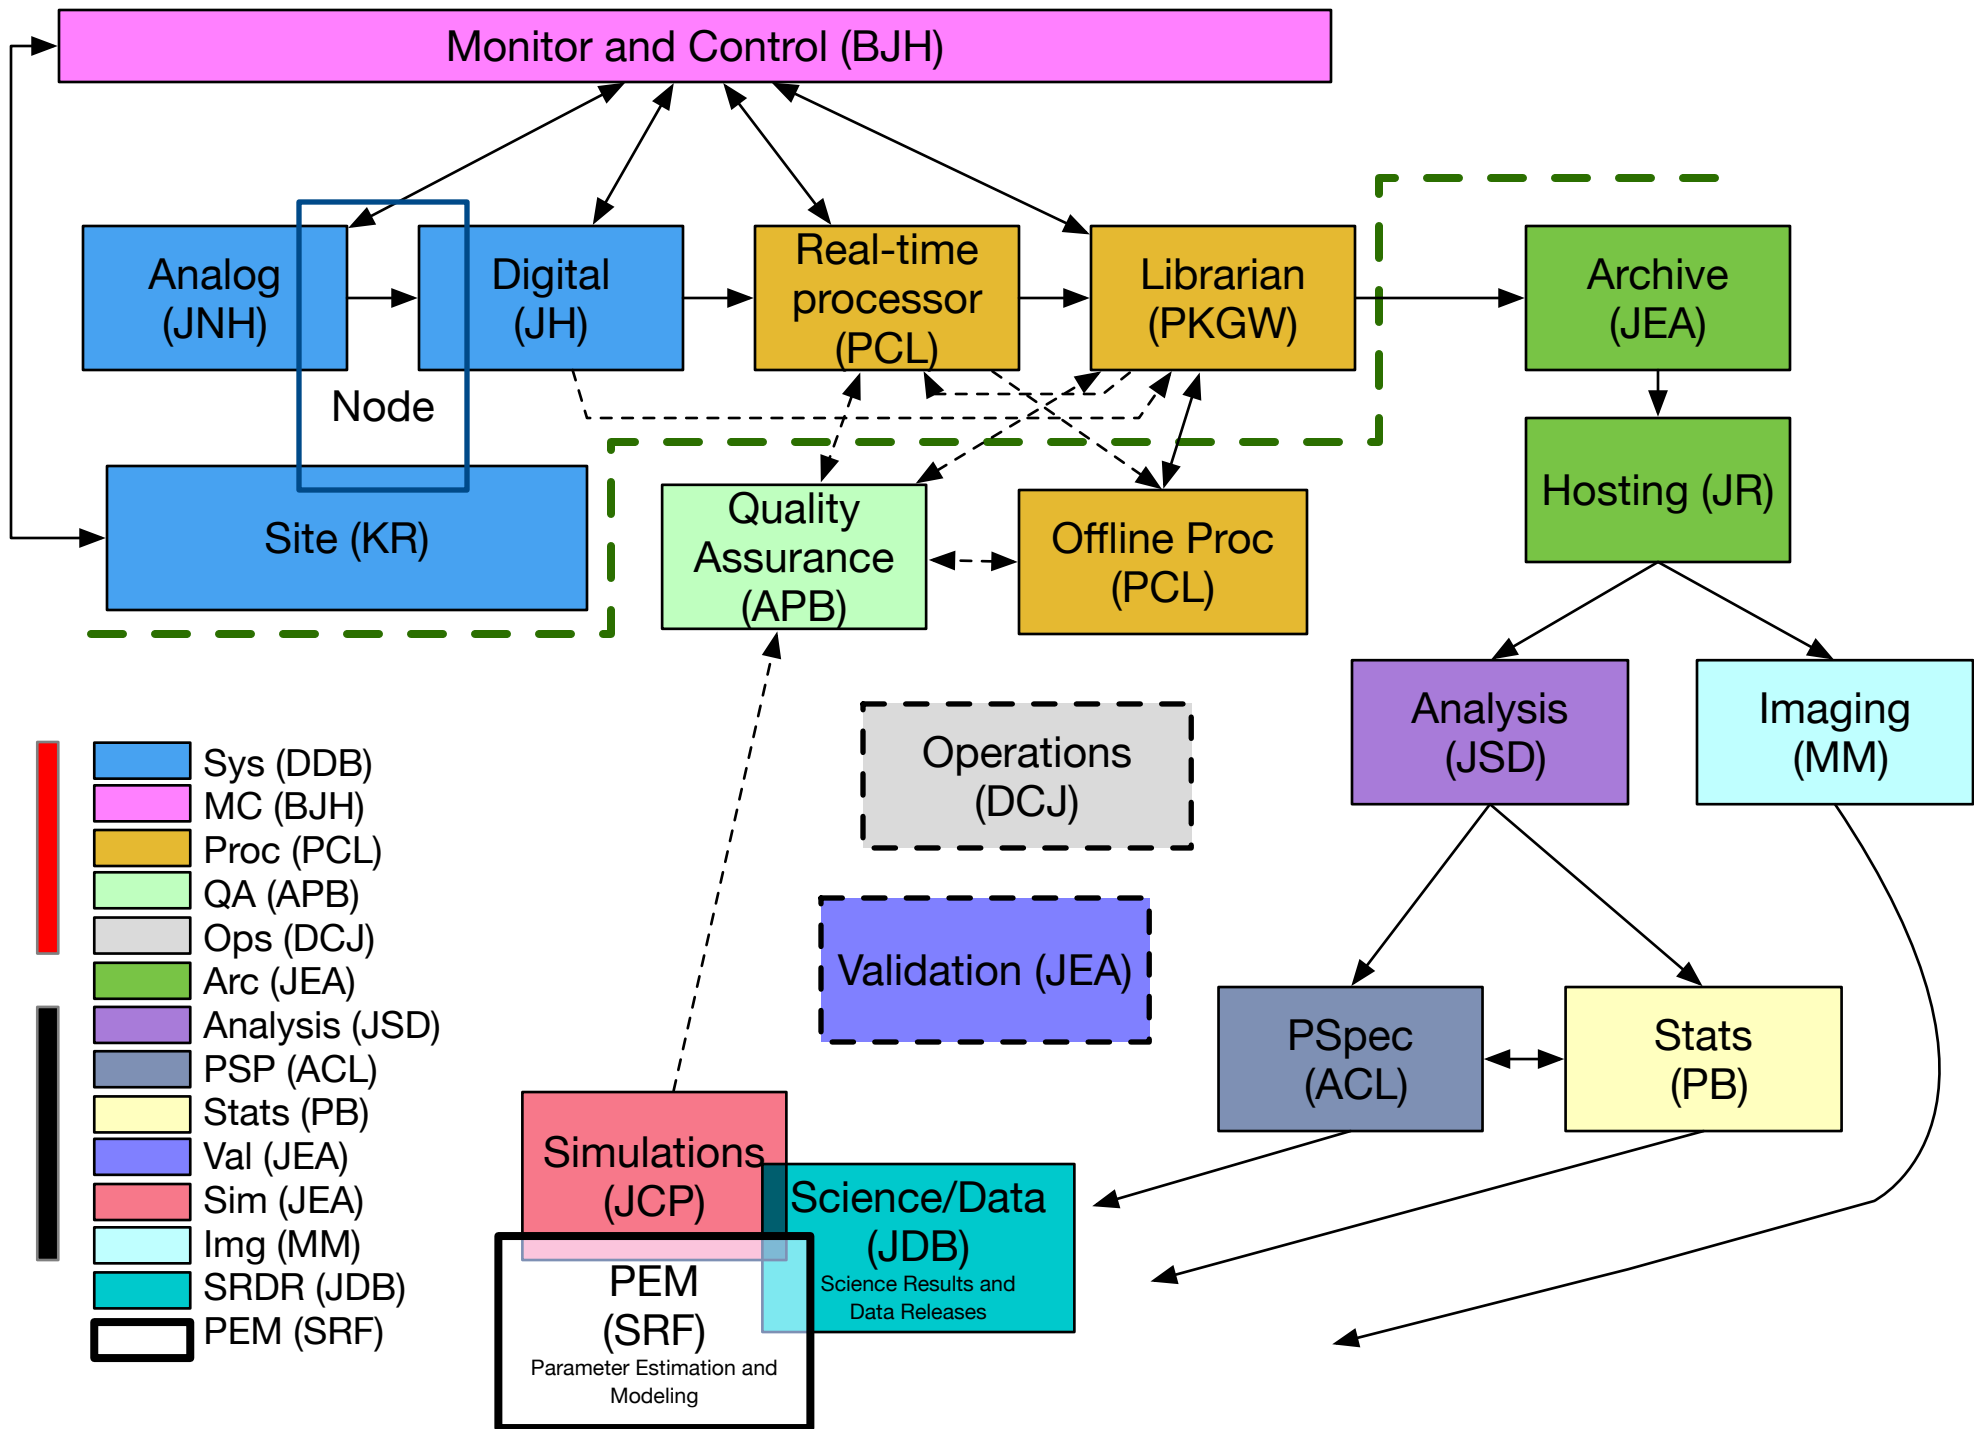 Monitor and Control (BJH)
Analog
(JNH)
Digital
(JH)
Real-time
processor
(PCL)
Librarian
(PKGW)
Archive
(JEA)
Node
Hosting (JR)
Site (KR)
Quality
Assurance
(APB)
Offline Proc
(PCL)
Analysis
(JSD)
Imaging
(MM)
Operations
(DCJ)
Validation (JEA)
PSpec
(ACL)
Stats
(PB)
Sys (DDB)
MC (BJH)
Proc (PCL)
QA (APB)
Ops (DCJ)
Arc (JEA)
Analysis (JSD)
PSP (ACL)
Stats (PB)
Val (JEA)
Sim (JEA)
Img (MM)
SRDR (JDB)
PEM (SRF)
Simulations
(JCP)
Science/Data
(JDB)
Science Results and
Data Releases
PEM
(SRF)
Parameter Estimation and
Modeling